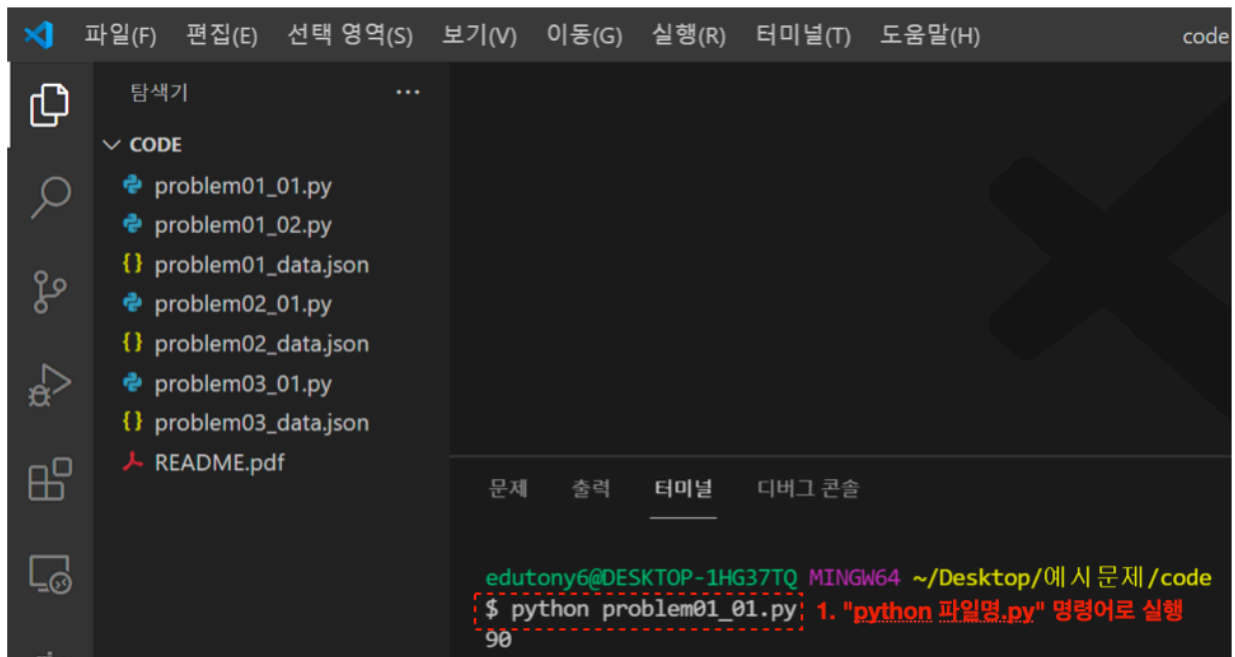 파일(F) 편집(E) 선택 영역(S) 보기(V) 이동(G) 실행(R) 터미널(T) 도움말(H) code
탐색기 ···
CODE
problem01_01.py
problem01_02.py
{} problem01_data.json
problem02_01.py
{} problem02_data.json
problem03_01.py
{} problem03_data.json
README.pdf
문제 출력 터미널 디버그 콘솔
edutony6@DESKTOP-1HG37TQ MINGW64 ~/Desktop/예시문제/code
$ python problem01_01.py 1. "python 파일명.py" 명령어로 실행
90